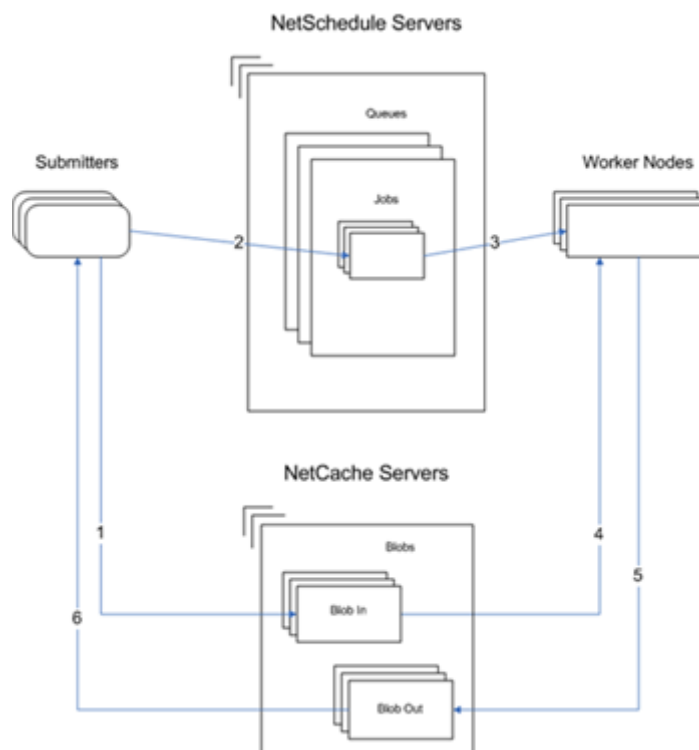 NetSchedule Servers
Queues
Submitters
Worker Nodes
Jobs
2
3
NetCache Servers
1
4
Blobs
5
Blob In
6
Blob Out